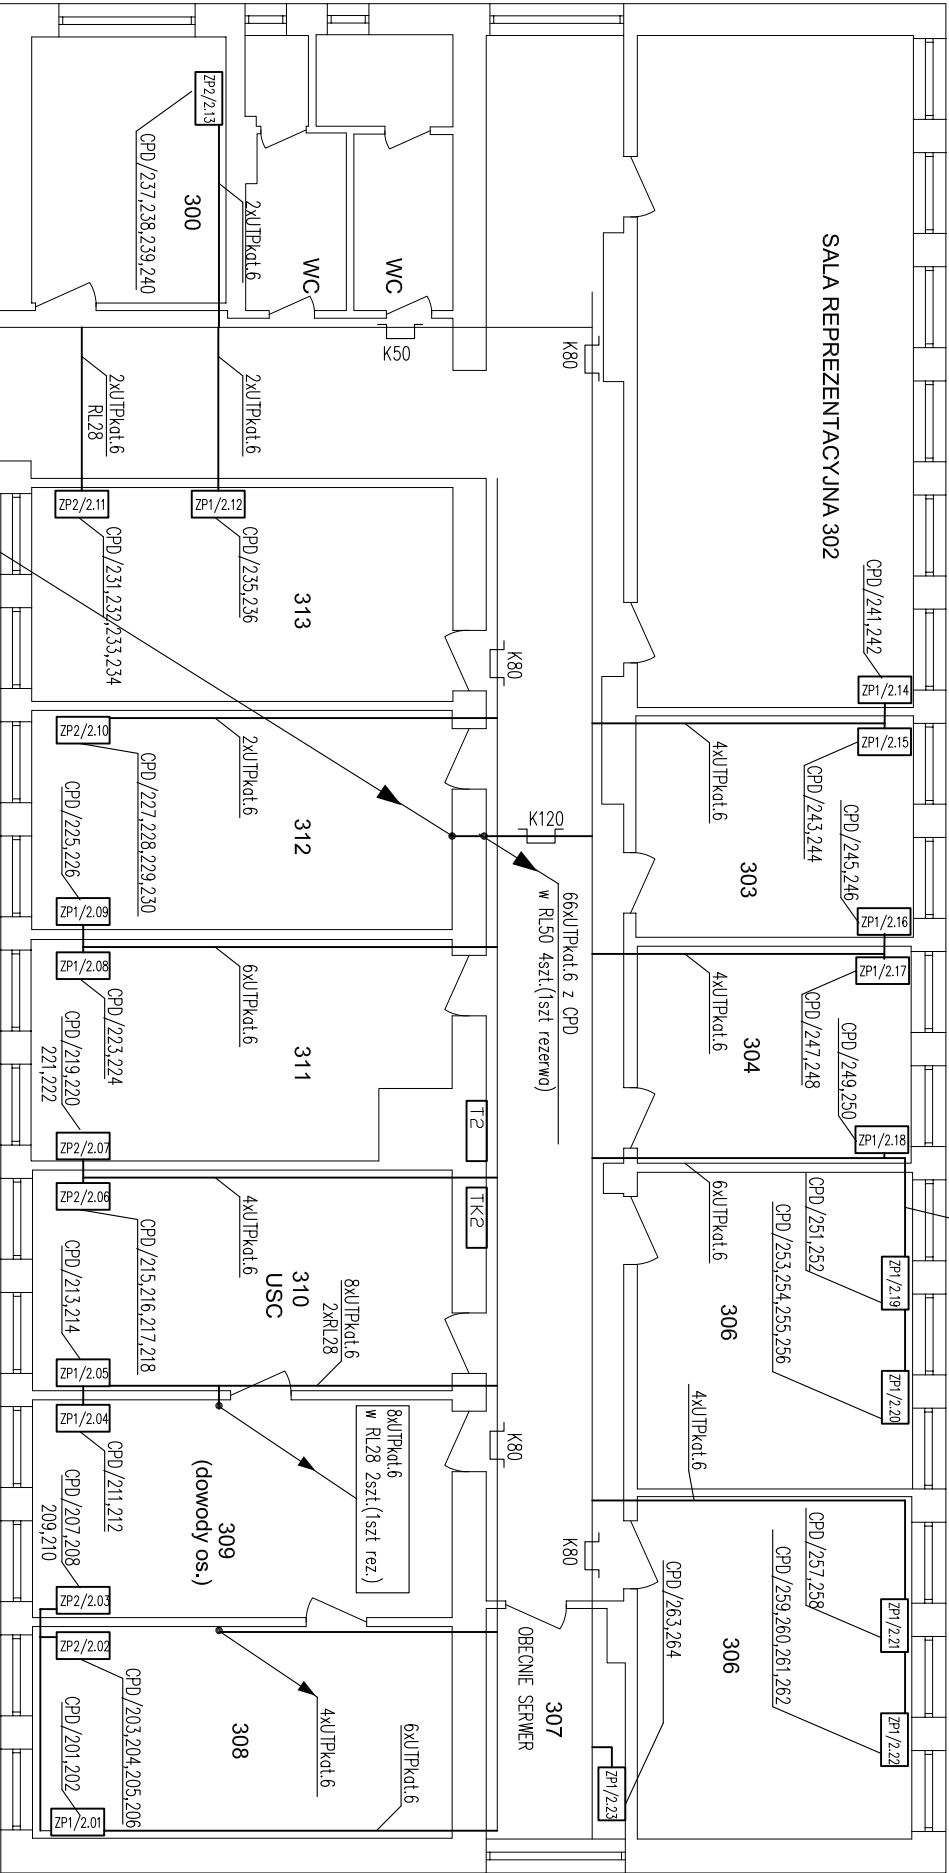 SALA REPREZENTACYJNA 302
CPD/241,242
ZP1/2.14
ZP1/2.15
4xUTPkat.6
CPD/243,244
303
CPD/245,246
ZP1/2.16
ZP1/2.17
4xUTPkat.6
CPD/247,248
304
CPD/249,250
ZP1/2.18
6xUTPkat.6
CPD/251,252
CPD/253,254,255,256
306
ZP1/2.19
ZP1/2.20
4xUTPkat.6
CPD/257,258
CPD/259,260,261,262
306
ZP1/2.21
ZP1/2.22
CPD/263,264
ZP1/2.23
307
OBECNIE SERWER
K80
K80
K80
K80
K50
K120
66xUTPkat.6 z CPD
w RL50 4szt.(1szt rezerwa)
T2
TK2
WC
WC
ZP2/2.13
CPD/237,238,239,240
300
2xUTPkat.6
2xUTPkat.6
2xUTPkat.6
RL28
ZP1/2.12
CPD/235,236
ZP2/2.11
CPD/231,232,233,234
313
ZP2/2.10
2xUTPkat.6
CPD/227,228,229,230
312
CPD/225,226
ZP1/2.09
ZP1/2.08
6xUTPkat.6
CPD/223,224
311
CPD/219,220
221,222
ZP2/2.07
ZP2/2.06
4xUTPkat.6
CPD/215,216,217,218
310
USC
8xUTPkat.6
2xRL28
CPD/213,214
ZP1/2.05
ZP1/2.04
CPD/211,212
8xUTPkat.6
w RL28 2szt.(1szt rez.)
309
(dowody os.)
CPD/207,208
209,210
ZP2/2.03
ZP2/2.02
CPD/203,204,205,206
4xUTPkat.6
308
6xUTPkat.6
CPD/201,202
ZP1/2.01